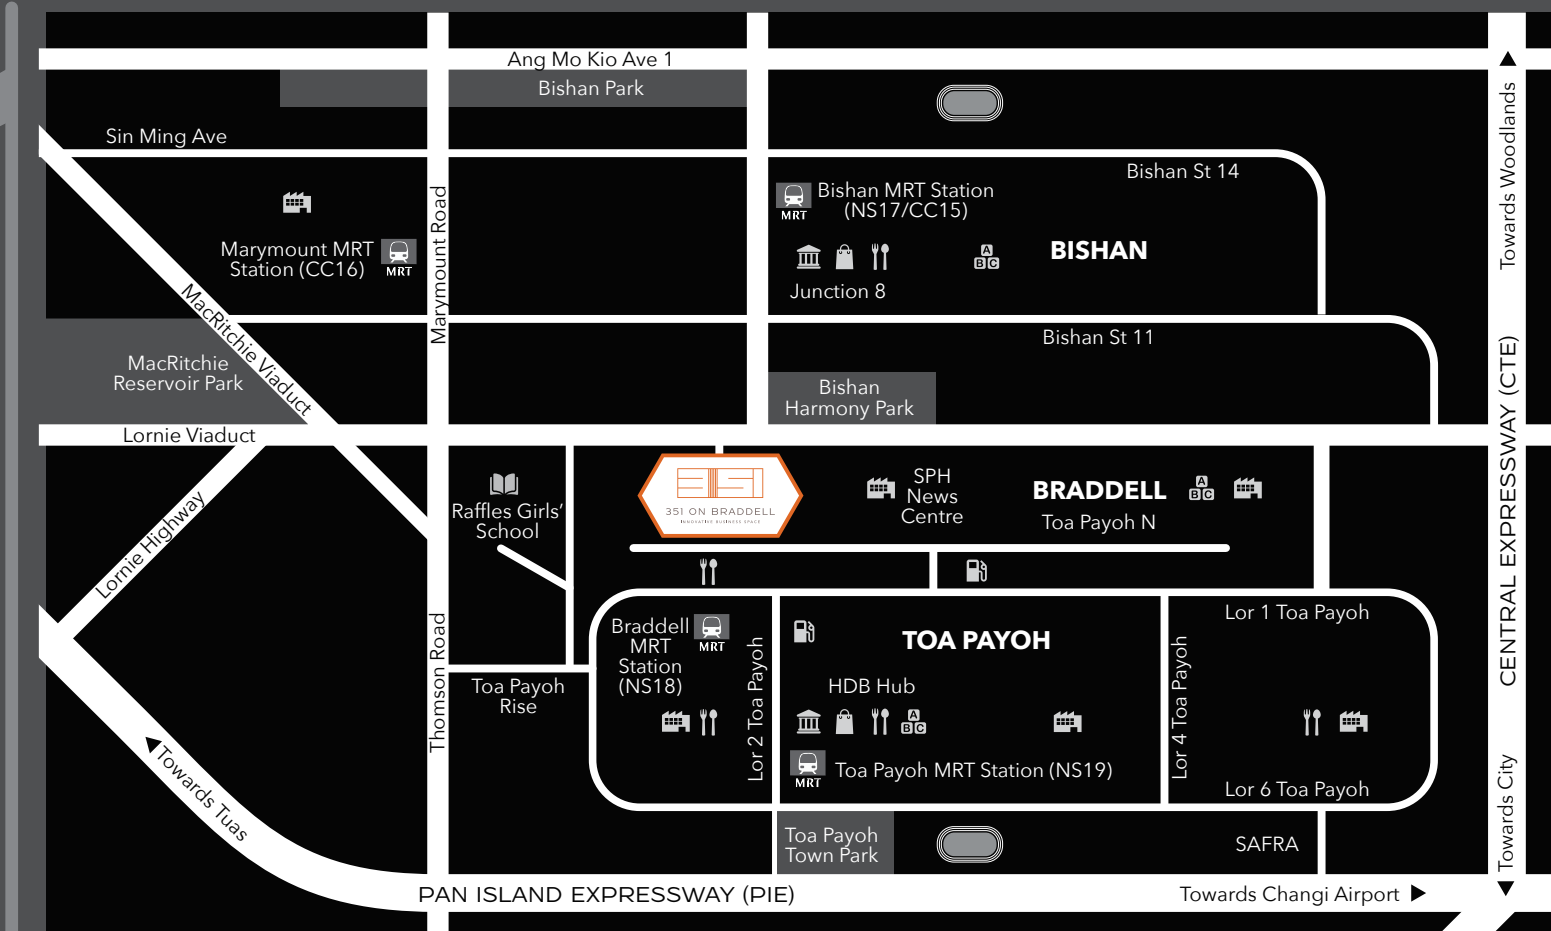 Ang Mo Kio Ave 1
Bishan Park
Sin Ming Ave
Bishan St 14
Towards Woodlands
Marymount Road
MRT
Bishan MRT Station
(NS17/CC15)
Marymount MRT
Station (CC16)
MRT
A
B C
BISHAN
Junction 8
MacRitchie Viaduct
Bishan St 11
MacRitchie
Reservoir Park
Bishan
Harmony Park
CENTRAL EXPRESSWAY (CTE)
Lornie Viaduct
Raffles Girls'
School
351 ON BRADDELL
INNOVATIVE BUSINESS SPACE
SPH
News
Centre
BRADDELL
Toa Payoh N
A
B C
Lornie Highway
Thomson Road
Braddell
MRT
Station
(NS18)
MRT
Lor 2 Toa Payoh
TOA PAYOH
Lor 4 Toa Payoh
Lor 1 Toa Payoh
Toa Payoh
Rise
HDB Hub
A
B C
MRT
Toa Payoh MRT Station (NS19)
Lor 6 Toa Payoh
Towards Tuas
Toa Payoh
Town Park
SAFRA
Towards City
PAN ISLAND EXPRESSWAY (PIE)
Towards Changi Airport